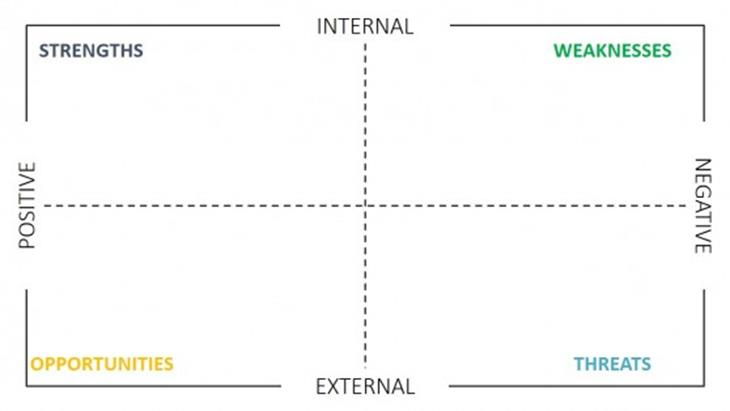 INTERNAL
STRENGTHS
WEAKNESSES
POSITIVE
NEGATIVE
OPPORTUNITIES
THREATS
EXTERNAL